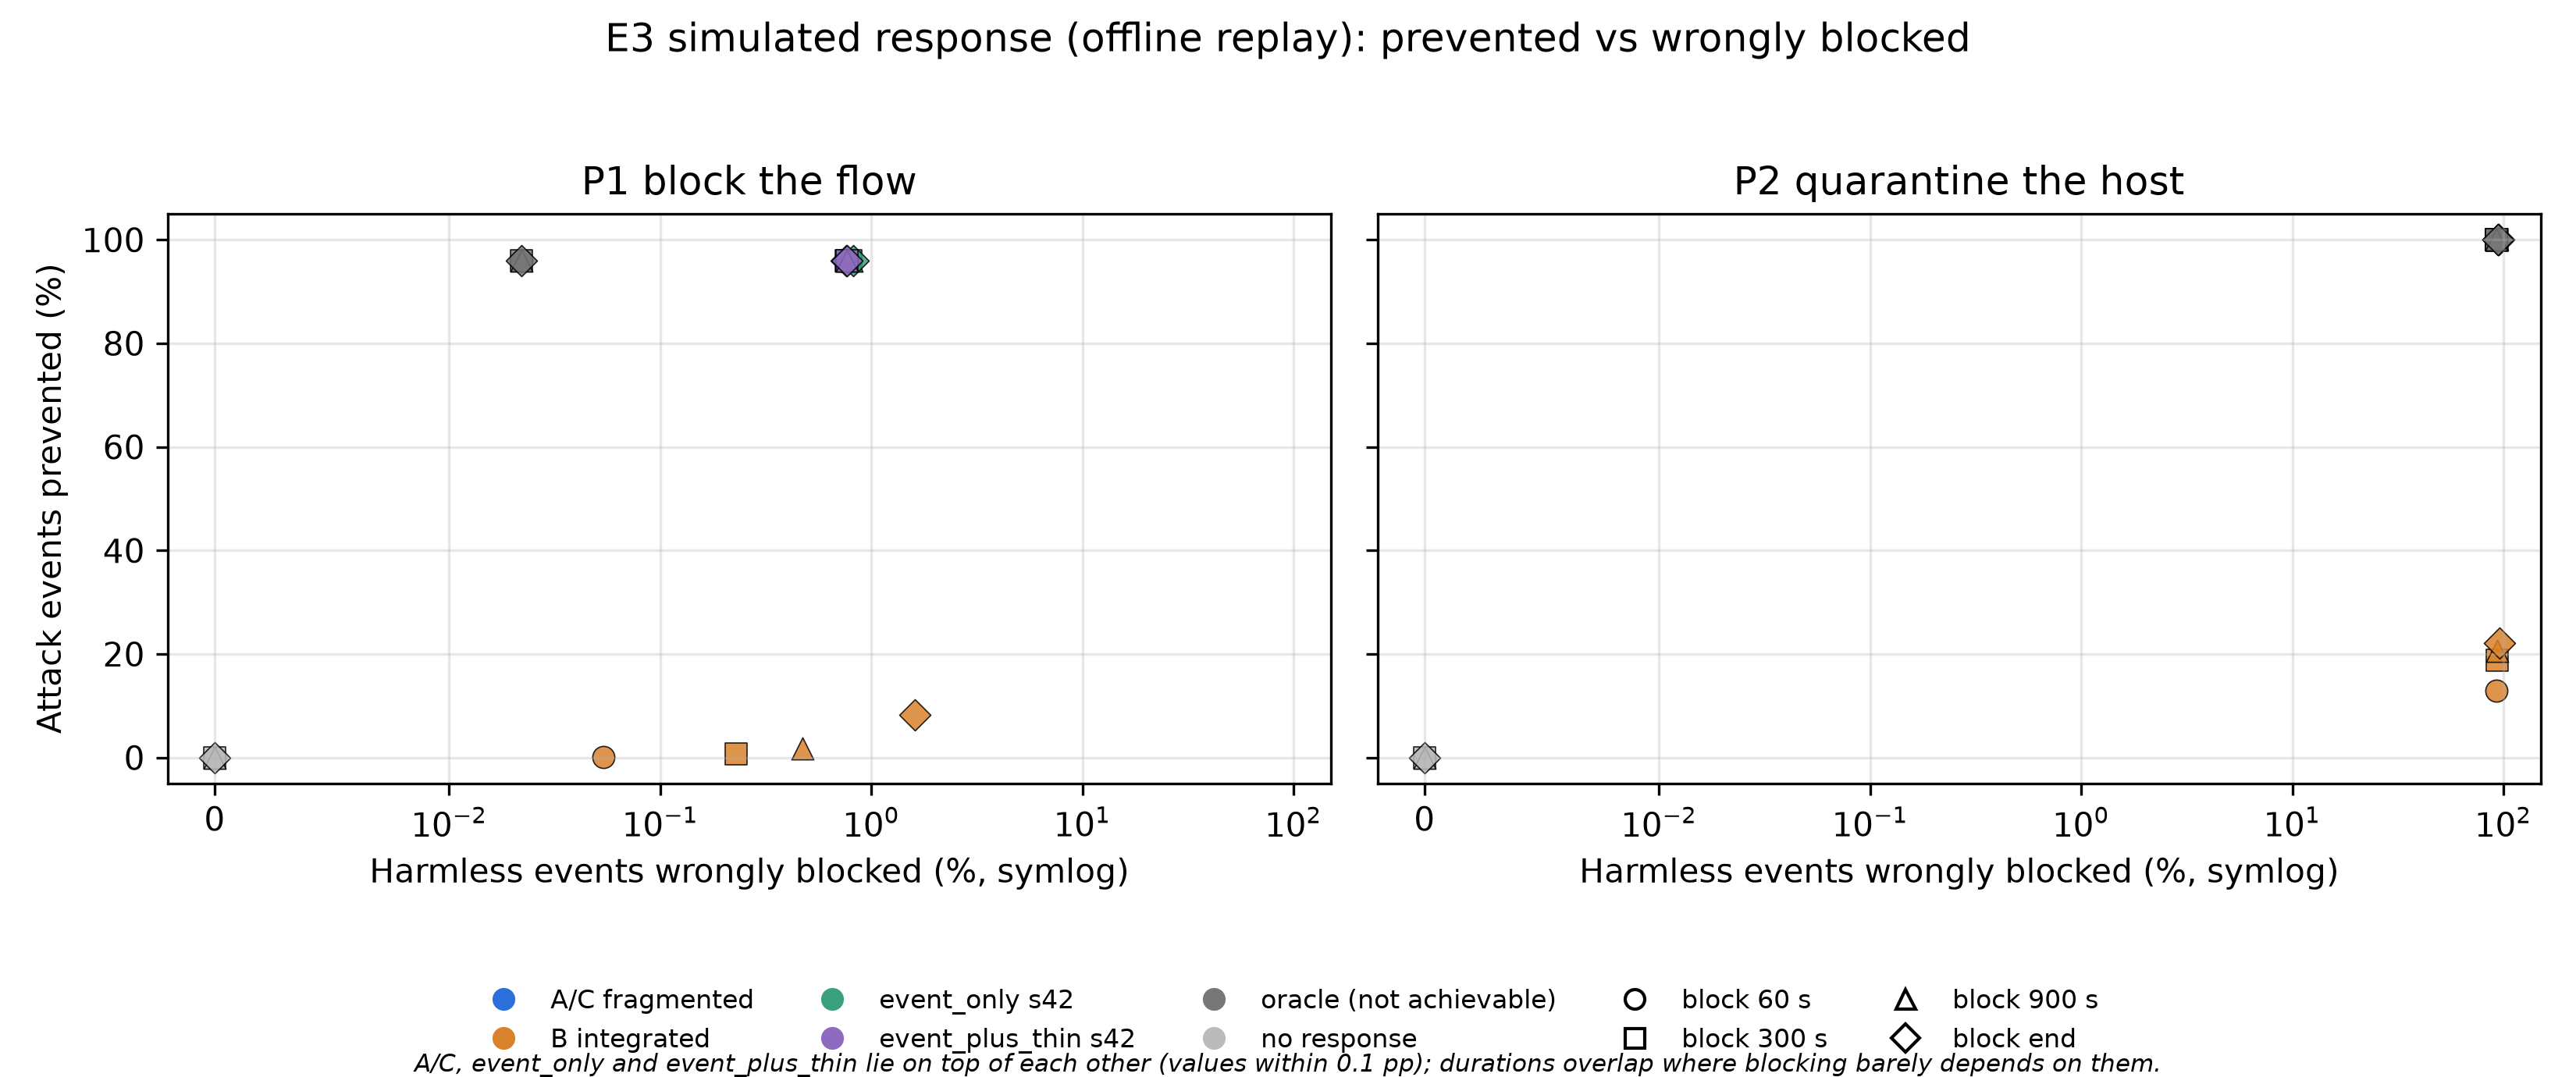 E3 simulated response (offline replay): prevented vs wrongly blocked
P1 block the flow
P2 quarantine the host
Attack events prevented (%)
100
80
60
40
20
0
0
10⁻²
10⁻¹
10⁰
10¹
10²
Harmless events wrongly blocked (%, symlog)
0
10⁻²
10⁻¹
10⁰
10¹
10²
Harmless events wrongly blocked (%, symlog)
A/C fragmented
B integrated
event_only s42
event_plus_thin s42
oracle (not achievable)
no response
block 60 s
block 300 s
block 900 s
block end
A/C, event_only and event_plus_thin lie on top of each other (values within 0.1 pp); durations overlap where blocking barely depends on them.